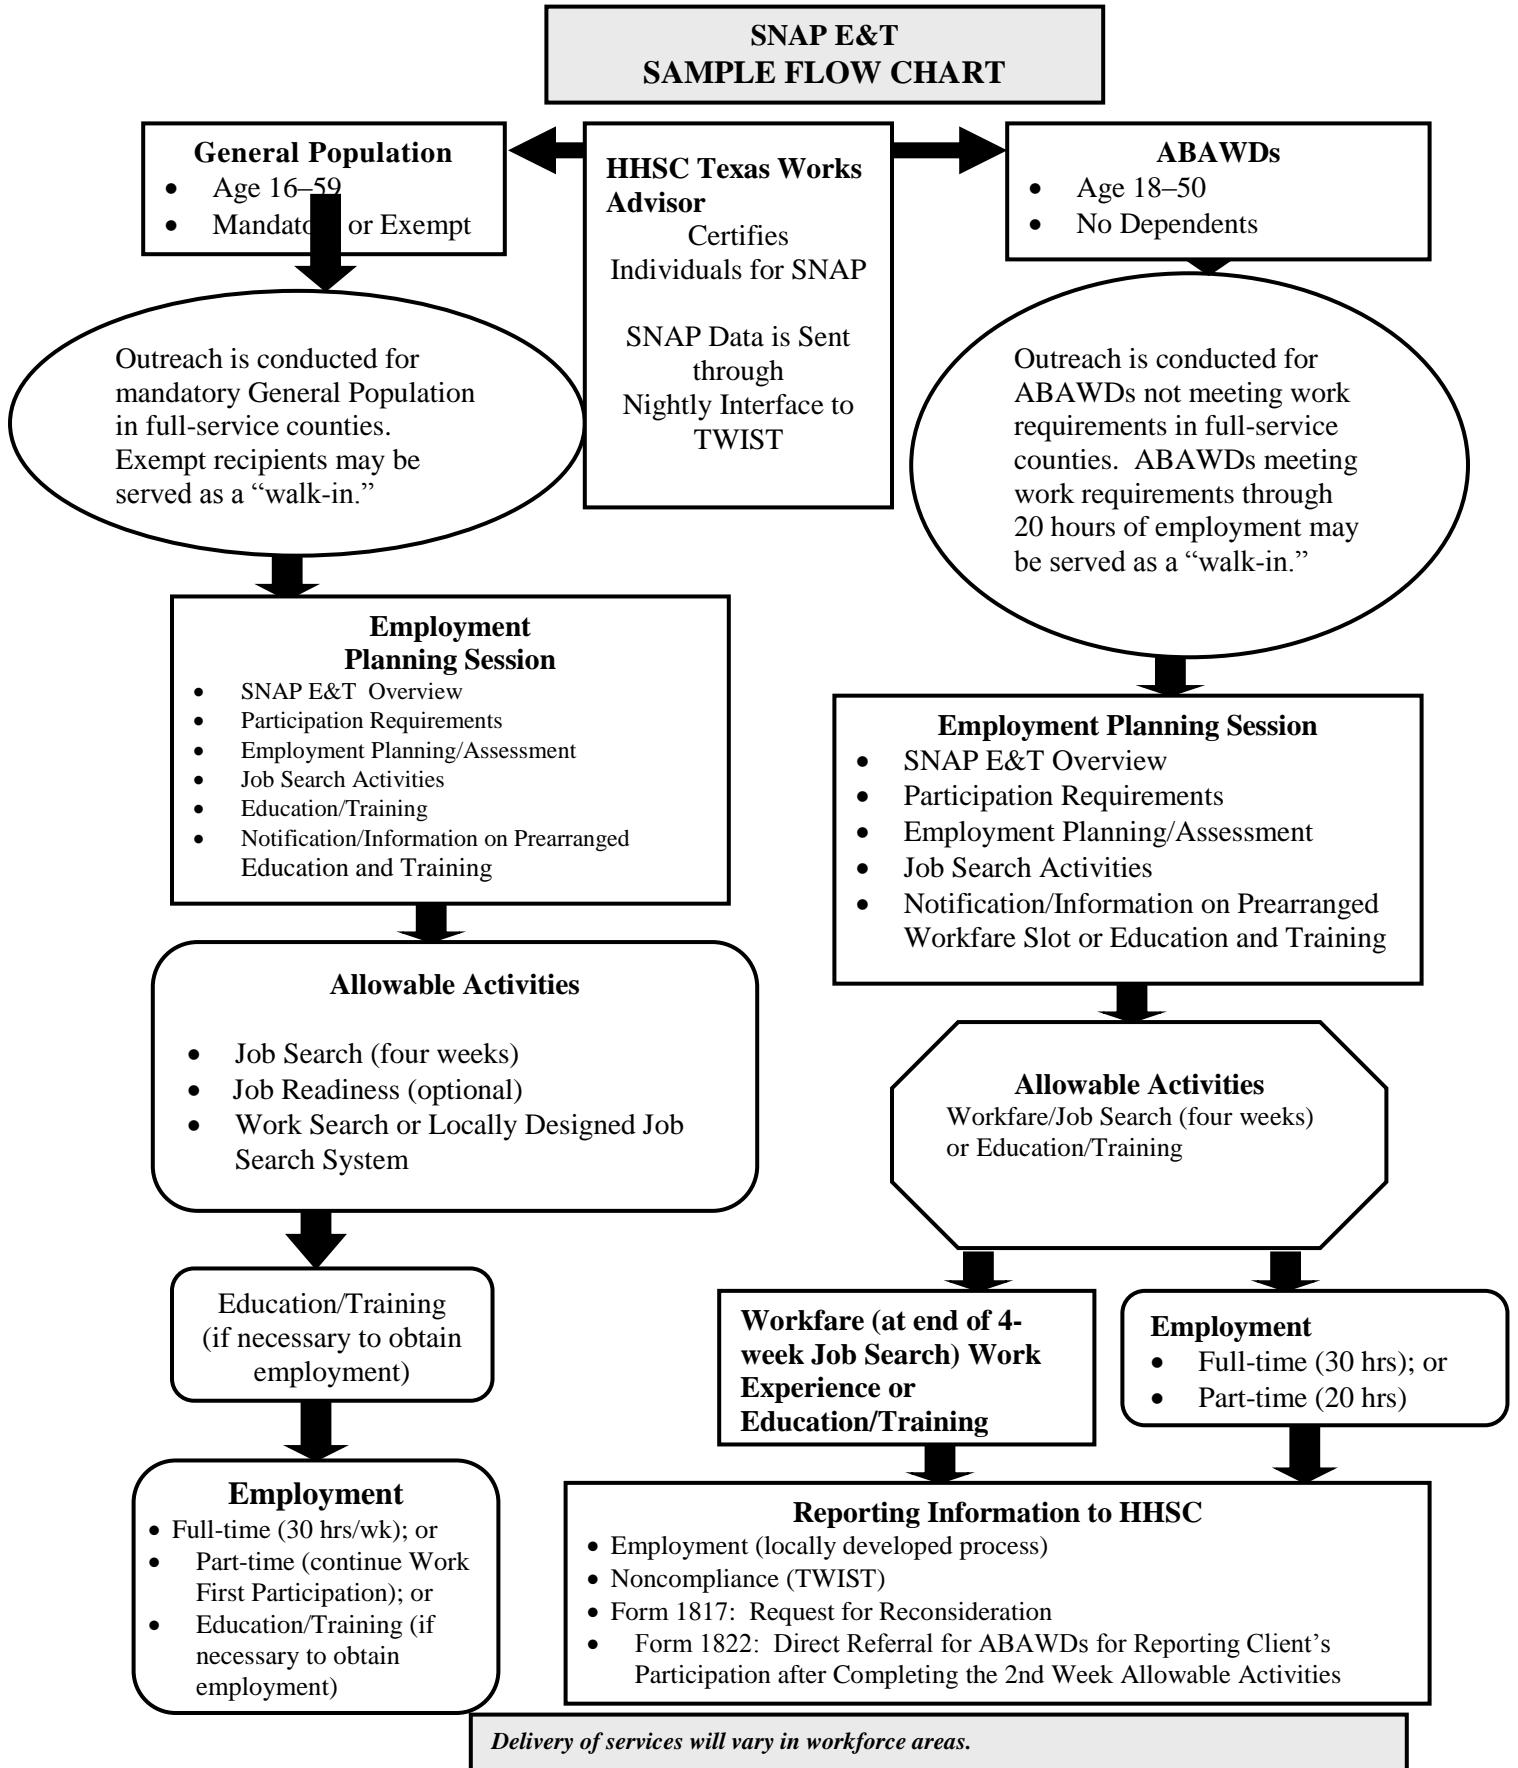 SNAP E&T
SAMPLE FLOW CHART
General Population
• Age 16–59
• Mandato or Exempt
HHSC Texas Works
Advisor
Certifies
Individuals for SNAP
SNAP Data is Sent
through
Nightly Interface to
TWIST
ABAWDs
• Age 18–50
• No Dependents
Outreach is conducted for
mandatory General Population
in full-service counties.
Exempt recipients may be
served as a “walk-in.”
Outreach is conducted for
ABAWDs not meeting work
requirements in full-service
counties.  ABAWDs meeting
work requirements through
20 hours of employment may
be served as a “walk-in.”
Employment
Planning Session
• SNAP E&T  Overview
• Participation Requirements
• Employment Planning/Assessment
• Job Search Activities
• Education/Training
• Notification/Information on Prearranged
Education and Training
Employment Planning Session
• SNAP E&T Overview
• Participation Requirements
• Employment Planning/Assessment
• Job Search Activities
• Notification/Information on Prearranged
Workfare Slot or Education and Training
Allowable Activities
• Job Search (four weeks)
• Job Readiness (optional)
• Work Search or Locally Designed Job
Search System
Allowable Activities
Workfare/Job Search (four weeks)
or Education/Training
Education/Training
(if necessary to obtain
employment)
Workfare (at end of 4-
week Job Search) Work
Experience or
Education/Training
Employment
• Full-time (30 hrs); or
• Part-time (20 hrs)
Employment
• Full-time (30 hrs/wk); or
• Part-time (continue Work
First Participation); or
• Education/Training (if
necessary to obtain
employment)
Reporting Information to HHSC
• Employment (locally developed process)
• Noncompliance (TWIST)
• Form 1817:  Request for Reconsideration
• Form 1822:  Direct Referral for ABAWDs for Reporting Client’s
Participation after Completing the 2nd Week Allowable Activities
Delivery of services will vary in workforce areas.